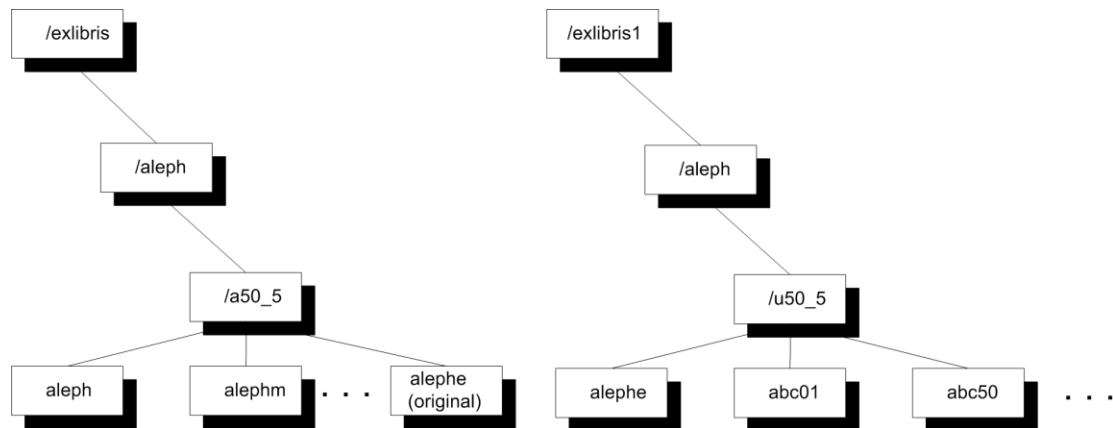 /exlibris
/exlibris1
/aleph
/aleph
/a50_5
/u50_5
aleph
alephm
. . .
alephe
(original)
alephe
abc01
abc50
. . .